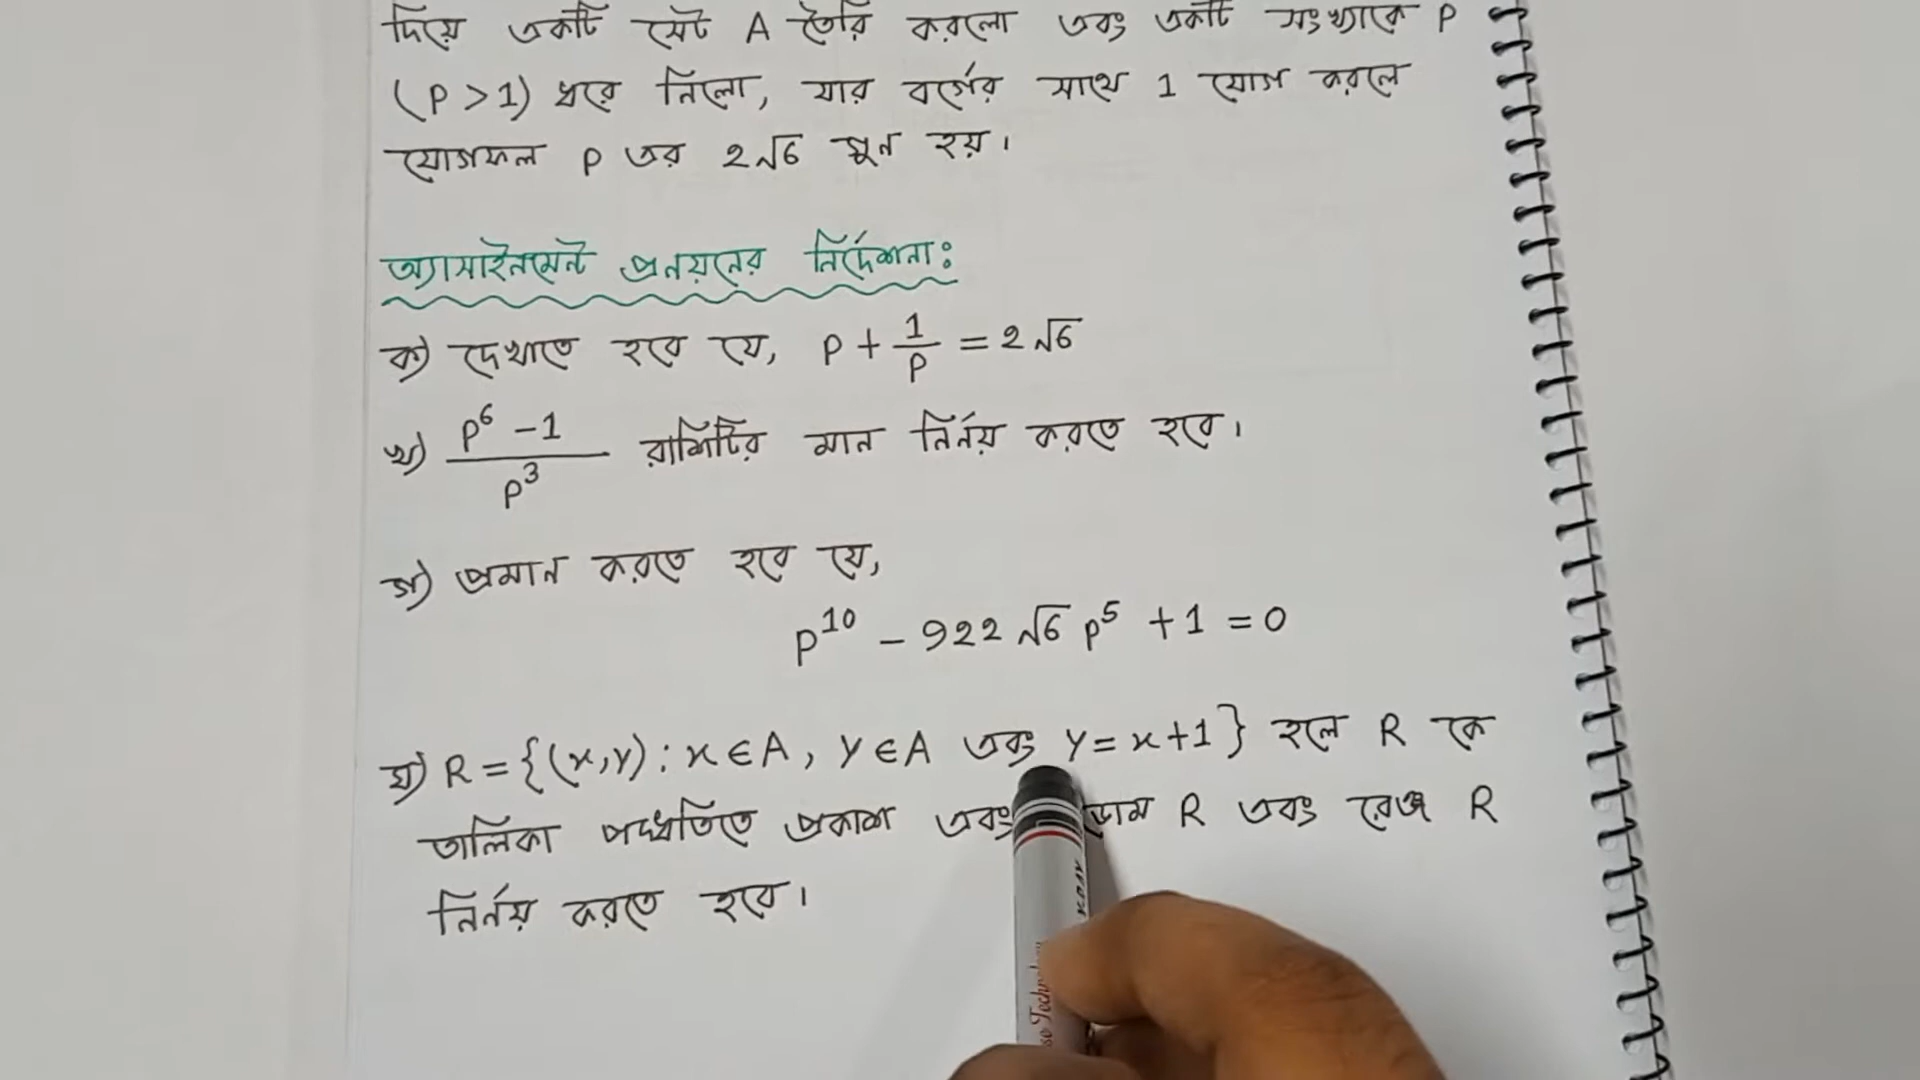 দিয়ে একটি সেট A তৈরি করলো এবং একটি সংখ্যাকে P
(P > 1) ধরে নিলো, যার বর্গের সাথে 1 যোগ করলে
যোগফল P এর 2√6 গুন হয়।
অ্যাসাইনমেন্ট প্রনয়নের নির্দেশনা:
ক) দেখাতে হবে যে, P + 1/P = 2√6
খ) (P⁶ - 1)/P³ রাশিটির মান নির্নয় করতে হবে।
গ) প্রমান করতে হবে যে,
P¹⁰ - 922√6 P⁵ + 1 = 0
ঘ) R = {(x, y) : x ∈ A, y ∈ A এবং y = x + 1} হলে R কে
তালিকা পদ্ধতিতে প্রকাশ এবং ডোম R এবং রেঞ্জ R
নির্নয় করতে হবে।